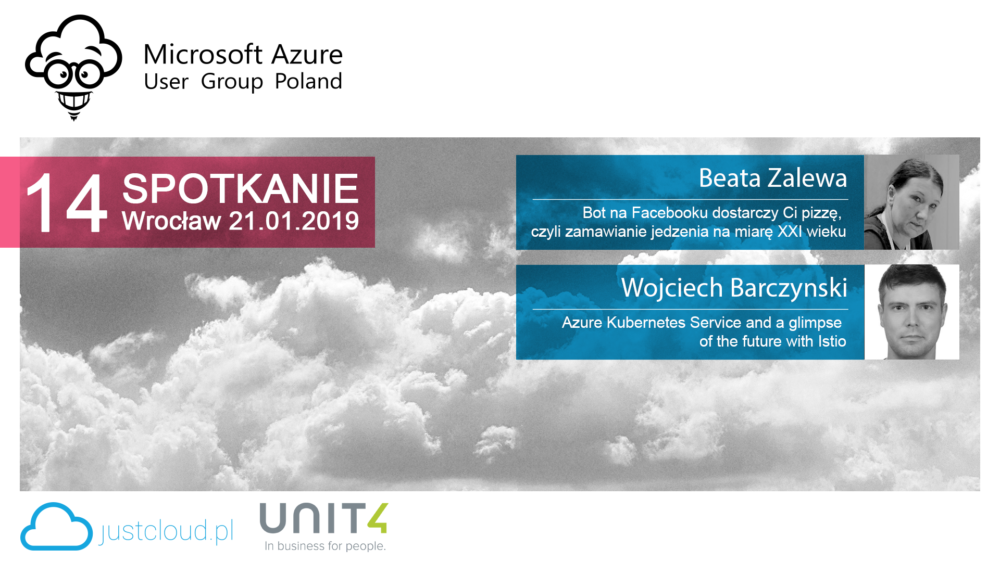 Microsoft Azure
User Group Poland
14
SPOTKANIE
Wrocław 21.01.2019
Beata Zalewa
Bot na Facebooku dostarczy Ci pizzę,
czyli zamawianie jedzenia na miarę XXI wieku
Wojciech Barczynski
Azure Kubernetes Service and a glimpse
of the future with Istio
justcloud.pl
UNIT4
In business for people.